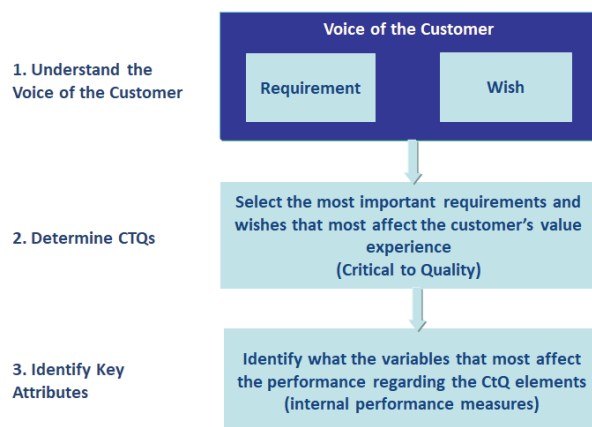 Voice of the Customer
1. Understand the
Voice of the Customer
Requirement
Wish
2. Determine CTQs
Select the most important requirements and
wishes that most affect the customer's value
experience
(Critical to Quality)
3. Identify Key
Attributes
Identify what the variables that most affect
the performance regarding the CtQ elements
(internal performance measures)